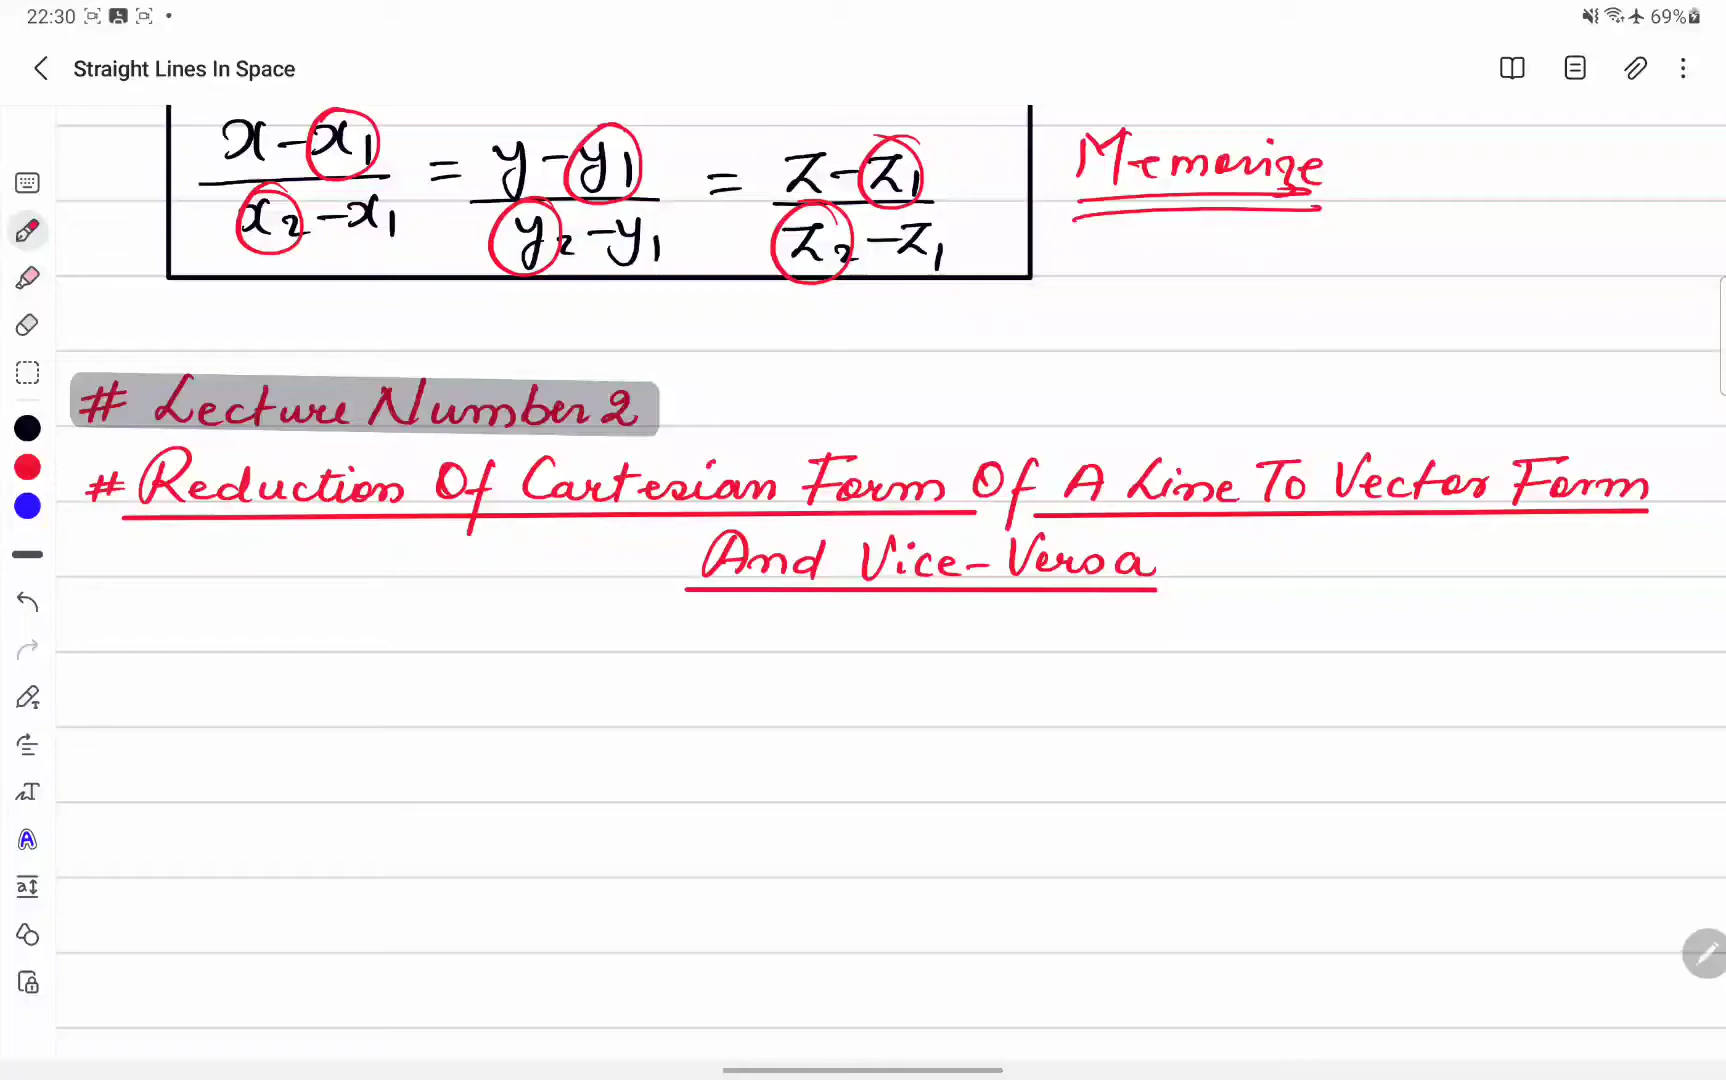 22:30
69%
Straight Lines In Space
x-x₁/x₂-x₁ = y-y₁/y₂-y₁ = z-z₁/z₂-z₁
Memorize
# Lecture Number 2
# Reduction Of Cartesian Form Of A Line To Vector Form
And Vice-Versa